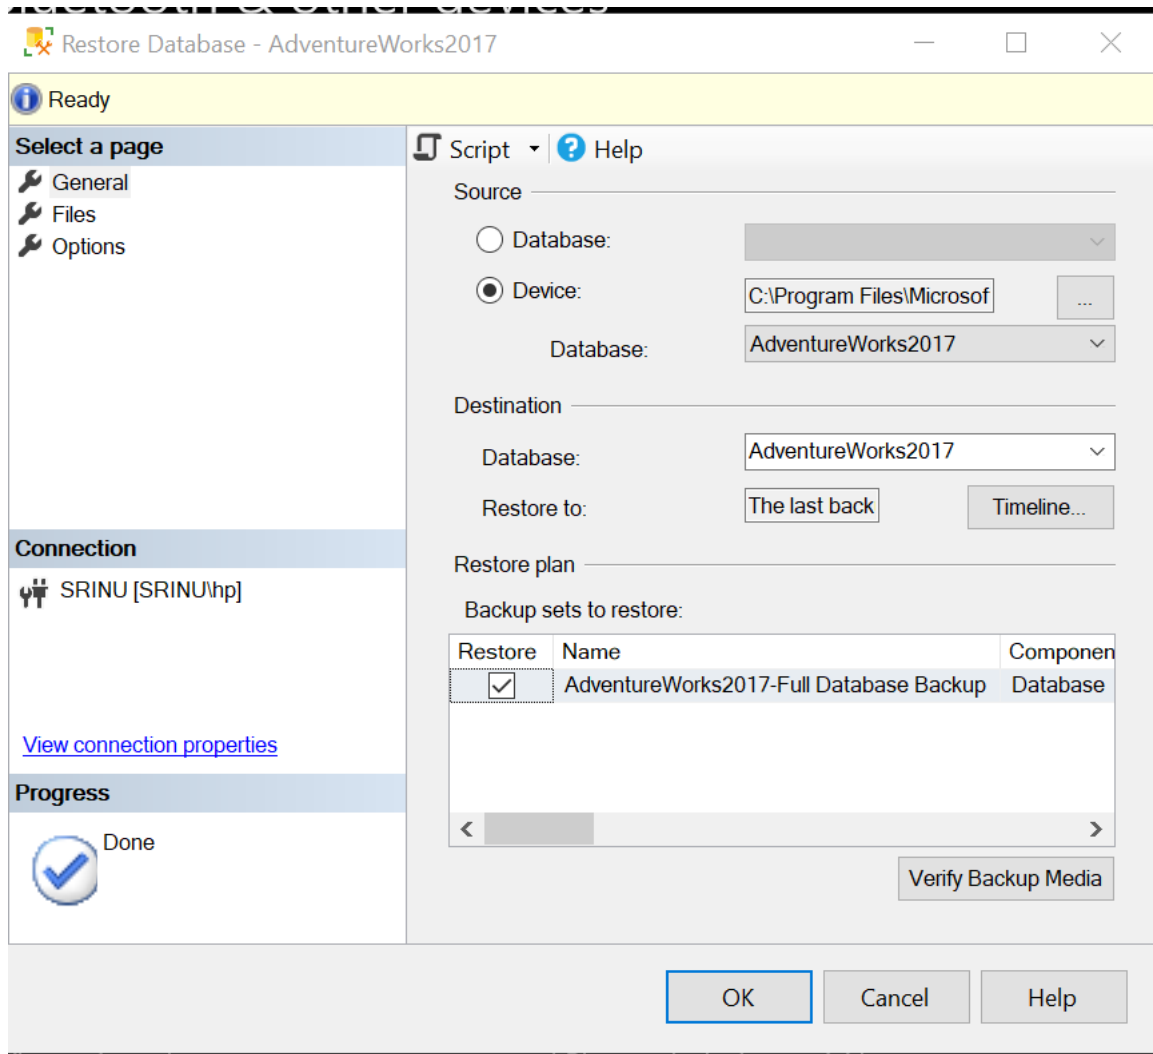 Bluetooth & other devices
Restore Database - AdventureWorks2017
Ready
Select a page
General
Files
Options
Connection
SRINU [SRINU\hp]
View connection properties
Progress
Done
Script
Help
Source
Database:
Device:
C:\Program Files\Microsof
...
Database:
AdventureWorks2017
Destination
Database:
AdventureWorks2017
Restore to:
The last back
Timeline...
Restore plan
Backup sets to restore:
Restore Name Componen
AdventureWorks2017-Full Database Backup Database
Verify Backup Media
OK Cancel Help